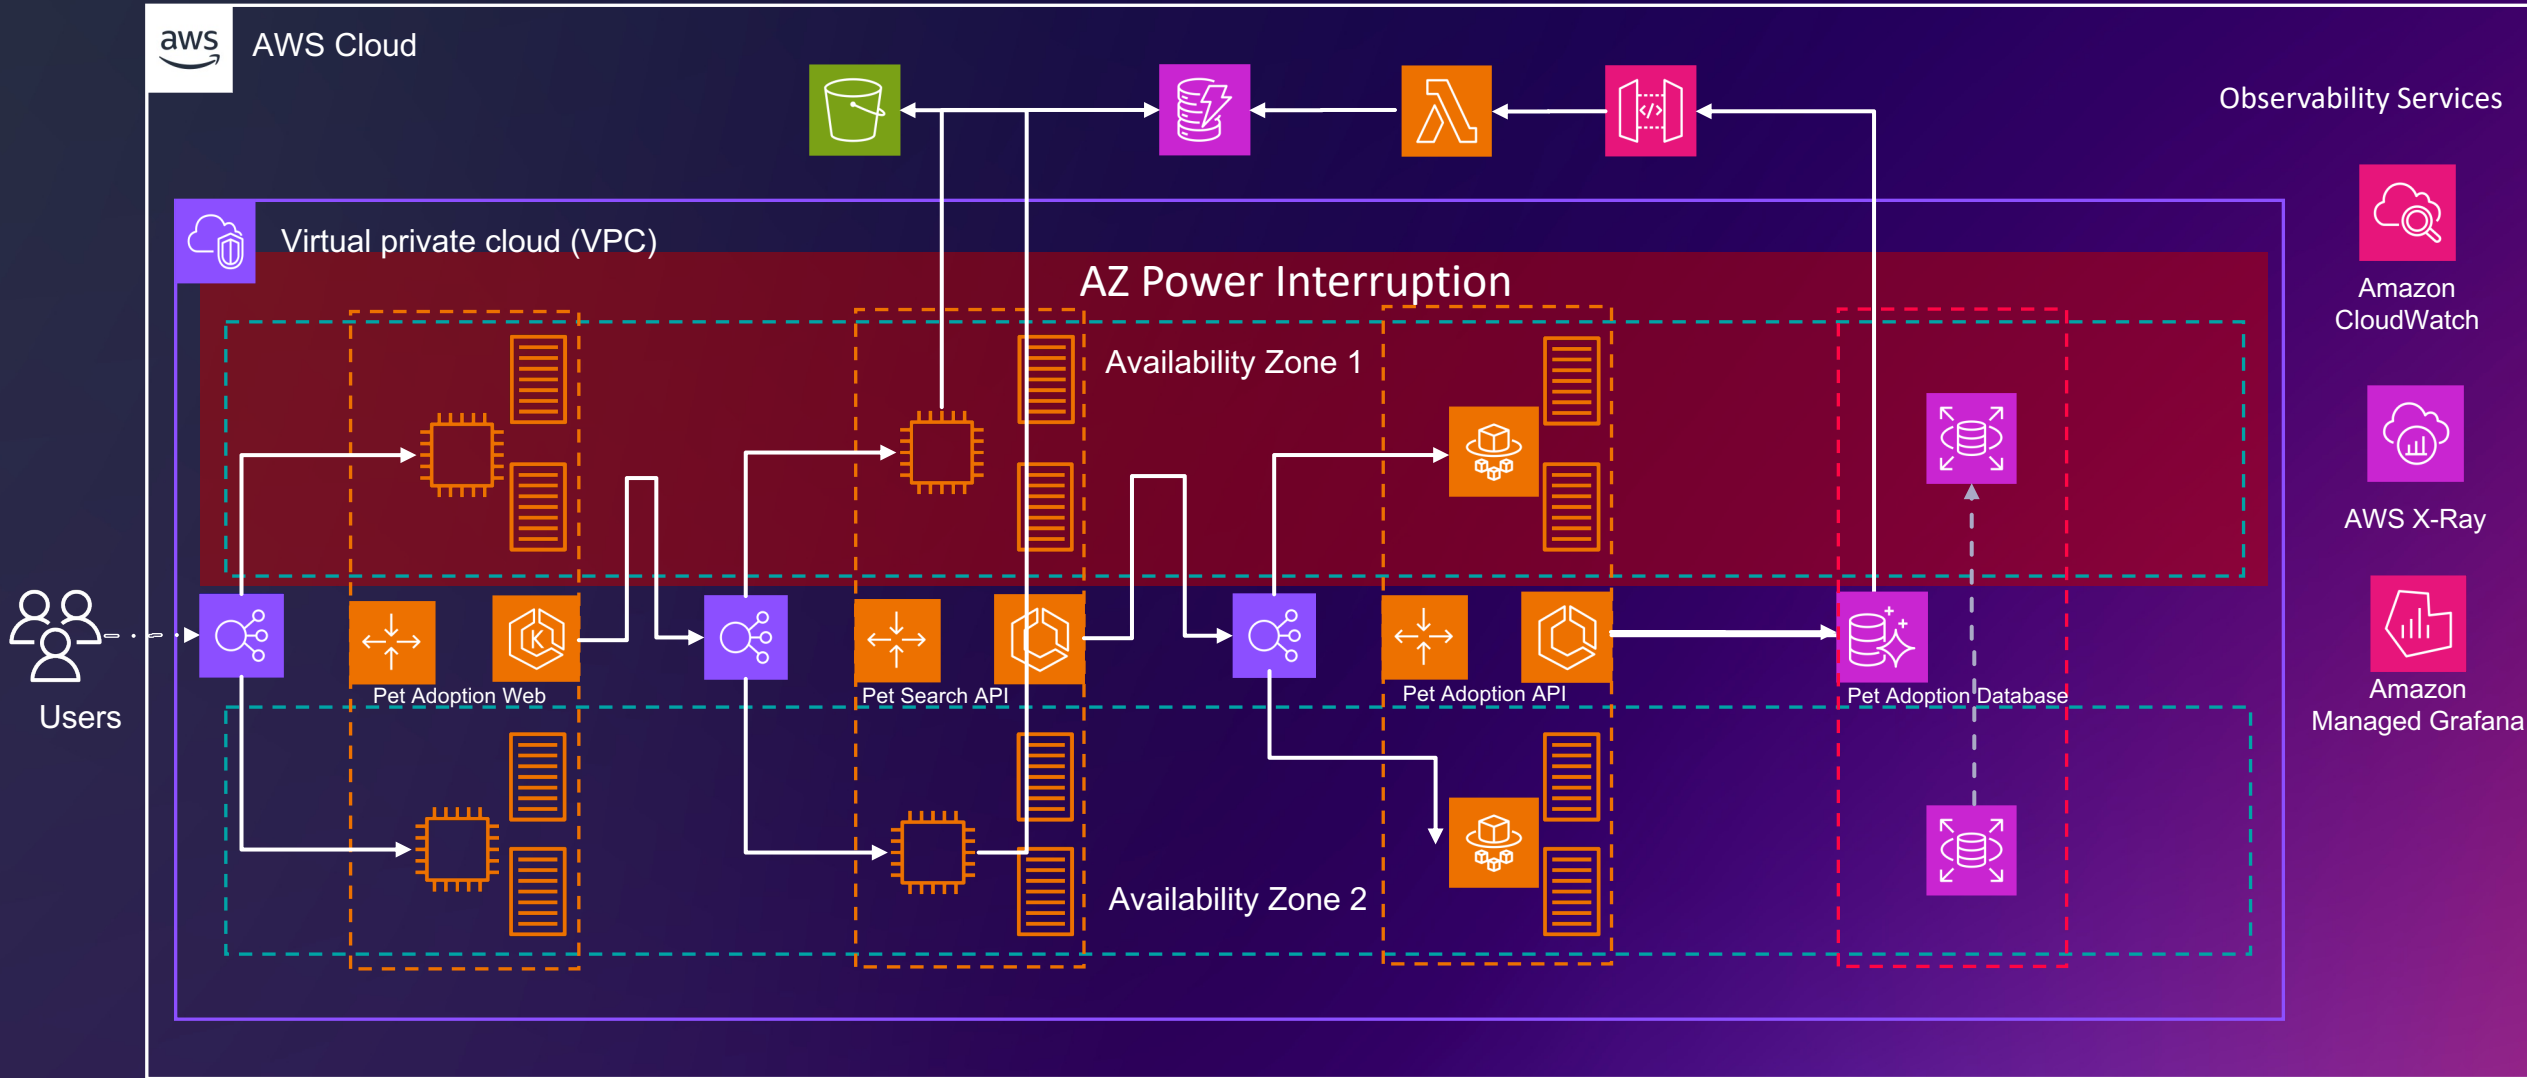 aws
AWS Cloud
Observability Services
Virtual private cloud (VPC)
AZ Power Interruption
Amazon
CloudWatch
Availability Zone 1
AWS X-Ray
K
Users
Pet Adoption Web
Pet Search API
Pet Adoption API
Pet Adoption Database
Amazon
Managed Grafana
Availability Zone 2